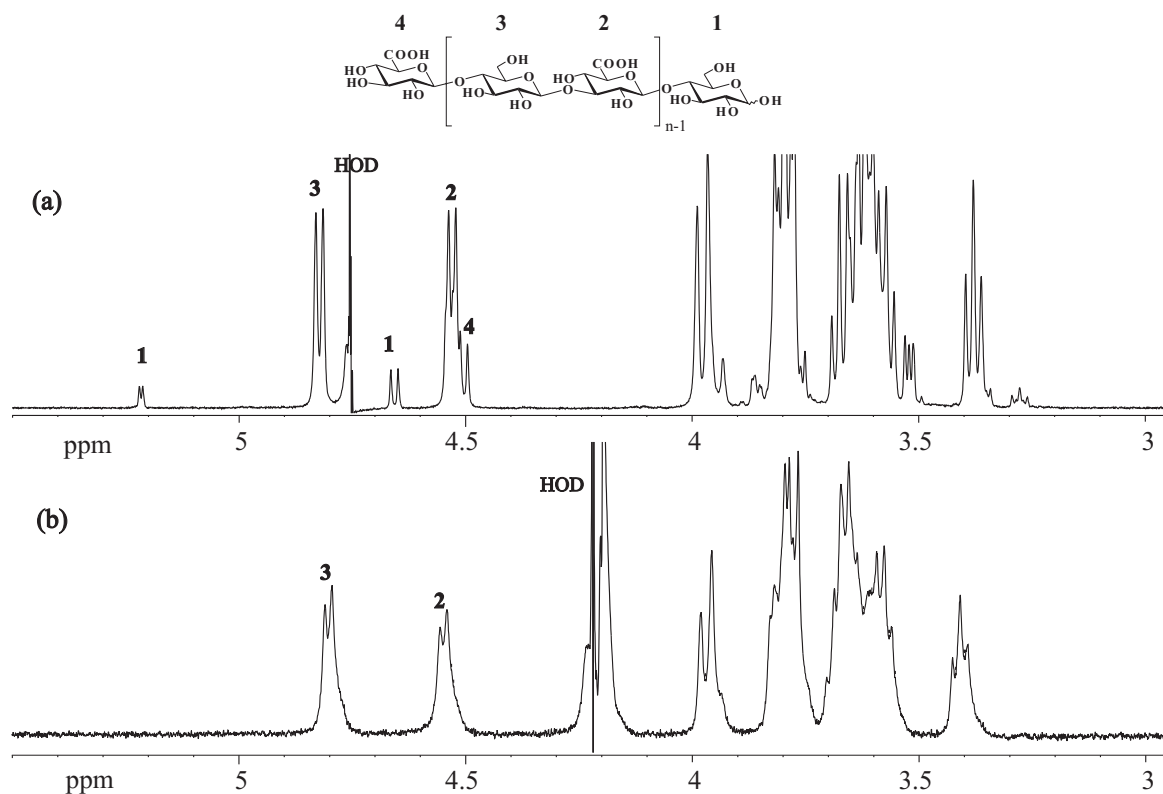 4 3 2 1
COOH OH COOH OH
HO O O O HO O O O O
HO O HO O HO OH
HO HO HO HO
n-1
(a) 3 HOD 2
1 1 4
ppm 5 4.5 4 3.5 3
(b) HOD
3 2
ppm 5 4.5 4 3.5 3